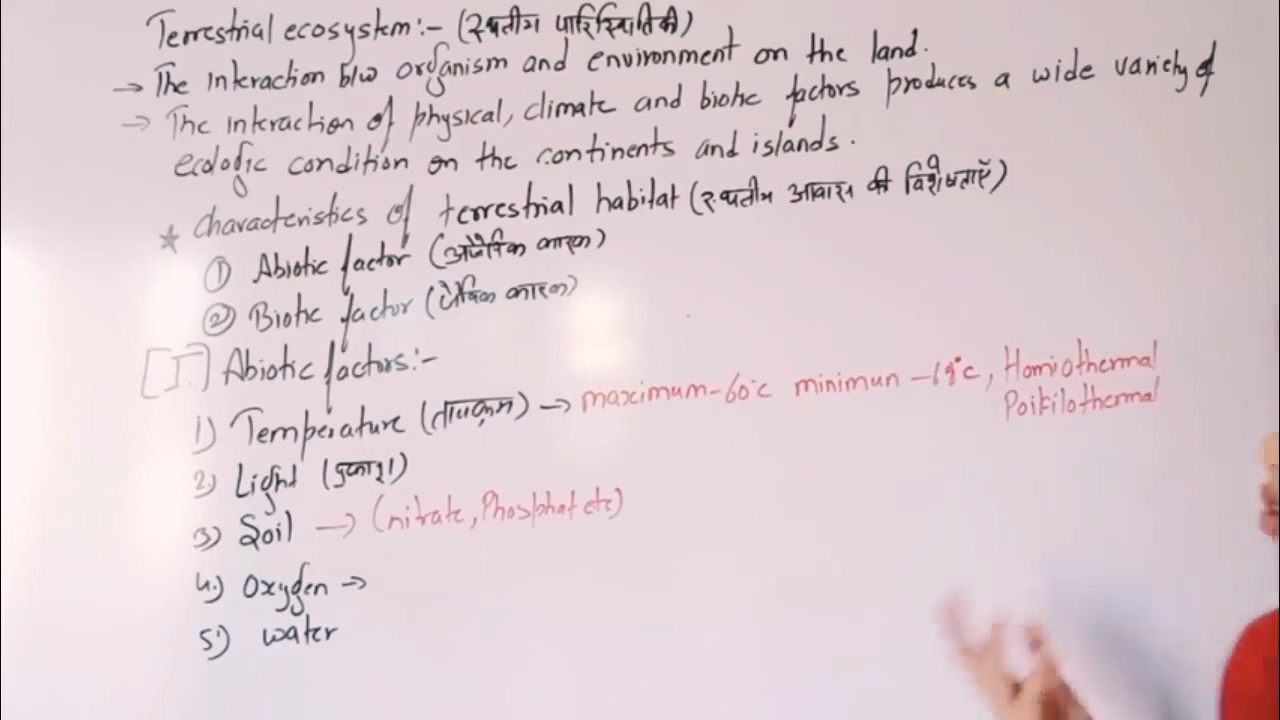 Terrestrial ecosystem:- (स्थलीय पारिस्थितिकी)
→ The interaction b/w organism and environment on the land.
→ The interaction of physical, climate and biotic factors produces a wide variety of
ecologic condition on the continents and islands.
★ Characteristics of terrestrial habitat (स्थलीय आवास की विशेषताएँ)
① Abiotic factor (अजैविक कारक)
② Biotic factor (जैविक कारक)
[I.] Abiotic factors:-
1) Temperature (तापक्रम) → maximum-60°c minimun - °c, Homiothermal
Poikilothermal
2) Light (प्रकाश)
3) Soil → (nitrate, Phosphat etc)
4.) Oxygen →
5.) water